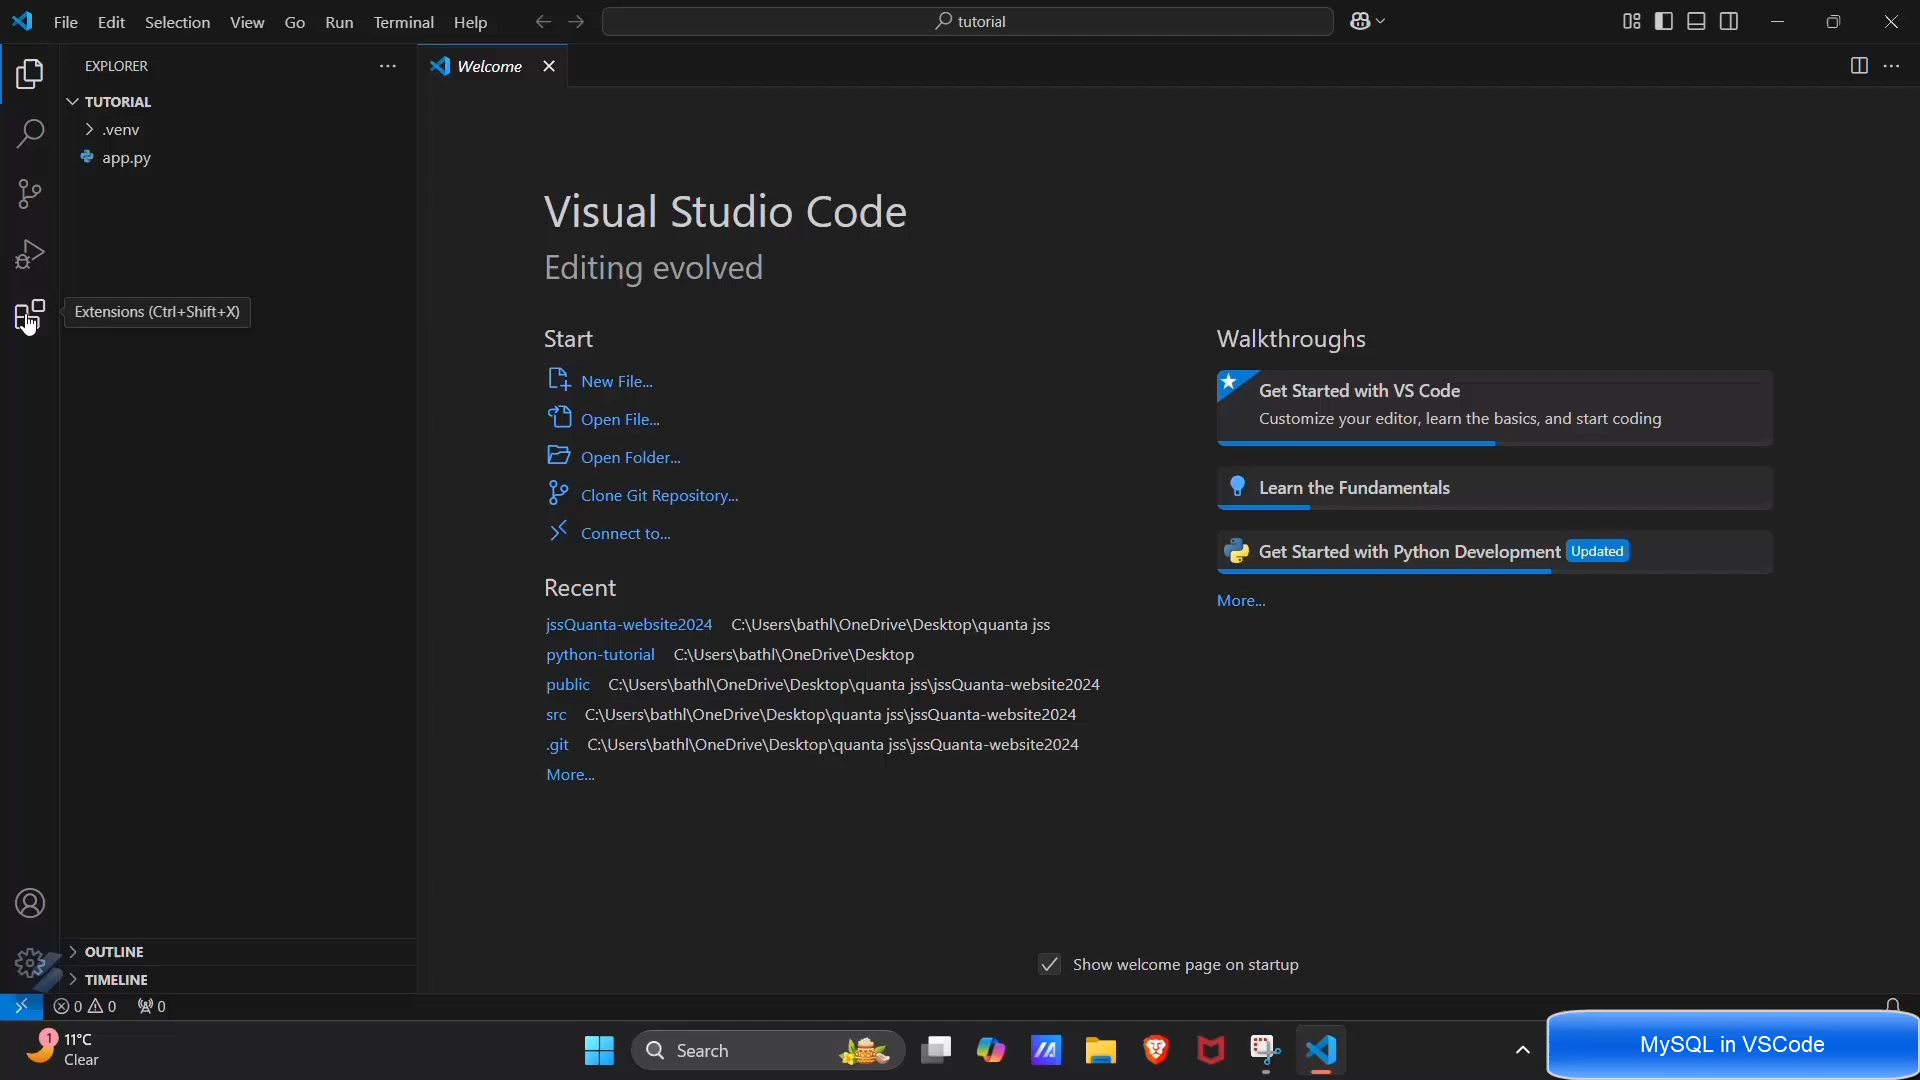 File Edit Selection View Go Run Terminal Help
tutorial
EXPLORER
Welcome
TUTORIAL
.venv
app.py
Extensions (Ctrl+Shift+X)
Visual Studio Code
Editing evolved
Start
New File...
Open File...
Open Folder...
Clone Git Repository...
Connect to...
Recent
jssQuanta-website2024 C:\Users\bathl\OneDrive\Desktop\quanta jss
python-tutorial C:\Users\bathl\OneDrive\Desktop
public C:\Users\bathl\OneDrive\Desktop\quanta jss\jssQuanta-website2024
src C:\Users\bathl\OneDrive\Desktop\quanta jss\jssQuanta-website2024
.git C:\Users\bathl\OneDrive\Desktop\quanta jss\jssQuanta-website2024
More...
Walkthroughs
Get Started with VS Code
Customize your editor, learn the basics, and start coding
Learn the Fundamentals
Get Started with Python Development Updated
More...
Show welcome page on startup
OUTLINE
TIMELINE
0 0 0
1
11°C
Clear
Search
MySQL in VSCode